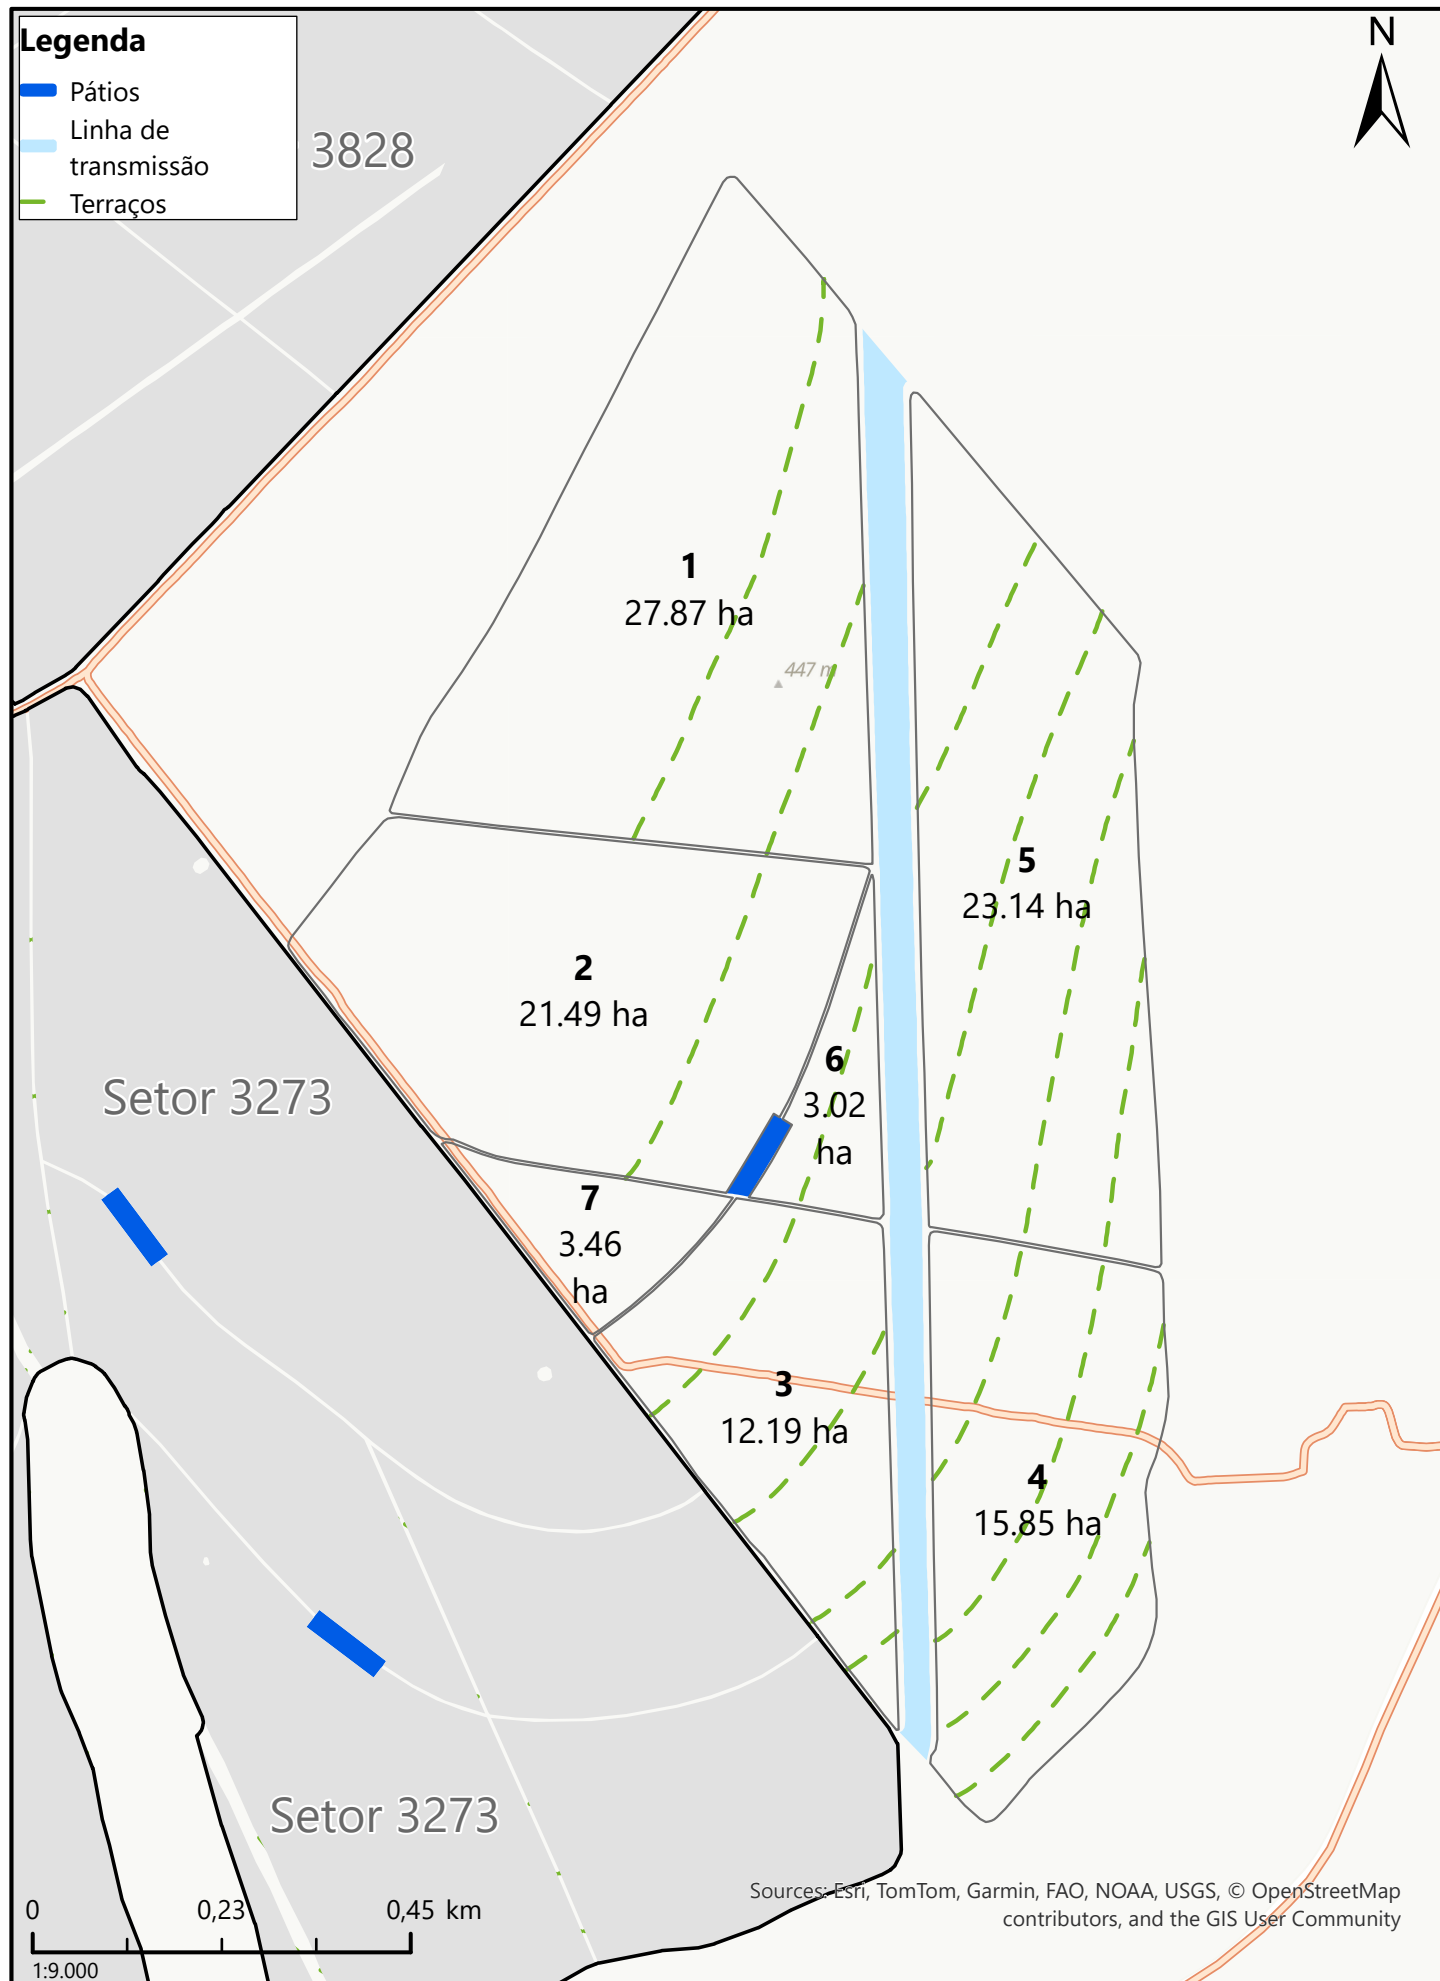 Legenda
Pátios
Linha de
transmissão
Terraços
3828
N
1
27.87 ha
447 m
5
23.14 ha
2
21.49 ha
6
3.02
ha
Setor 3273
7
3.46
ha
3
12.19 ha
4
15.85 ha
Setor 3273
0 0,23 0,45 km
1:9.000
Sources: Esri, TomTom, Garmin, FAO, NOAA, USGS, © OpenStreetMap
contributors, and the GIS User Community